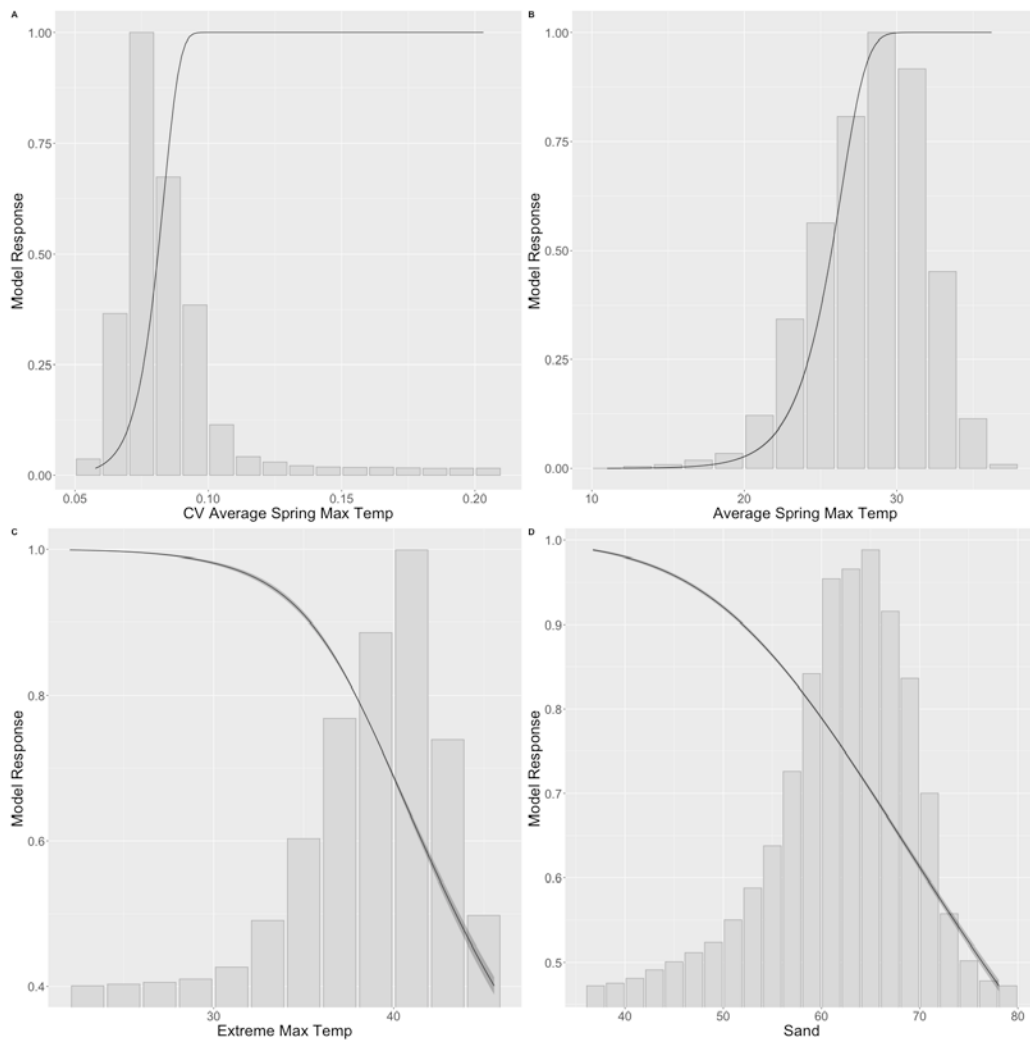 A
1.00
0.75
0.50
0.25
0.00
Model Response
0.05 0.10 0.15 0.20
CV Average Spring Max Temp
B
1.00
0.75
0.50
0.25
0.00
Model Response
10 20 30
Average Spring Max Temp
C
1.0
0.8
0.6
0.4
Model Response
30 40
Extreme Max Temp
D
1.0
0.9
0.8
0.7
0.6
0.5
Model Response
40 50 60 70 80
Sand